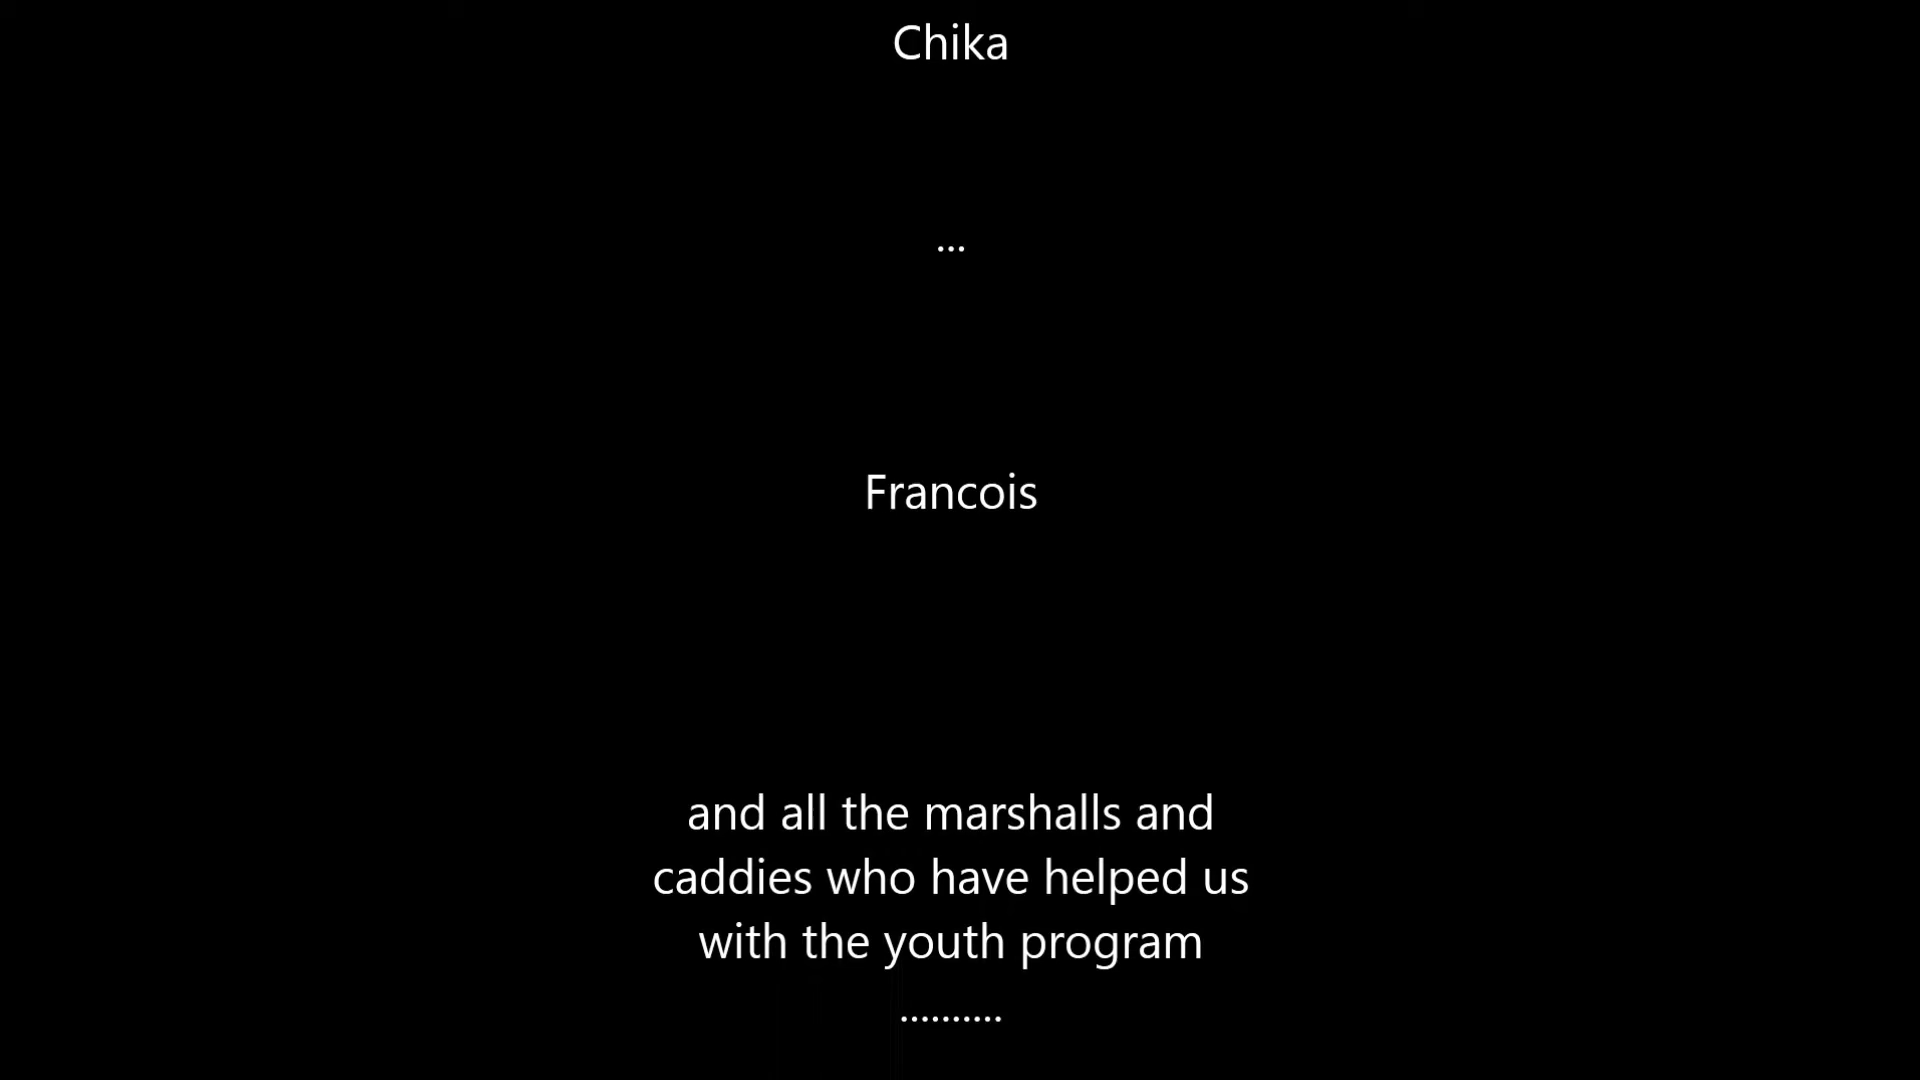 Chika
...
Francois
and all the marshalls and
caddies who have helped us
with the youth program
..........